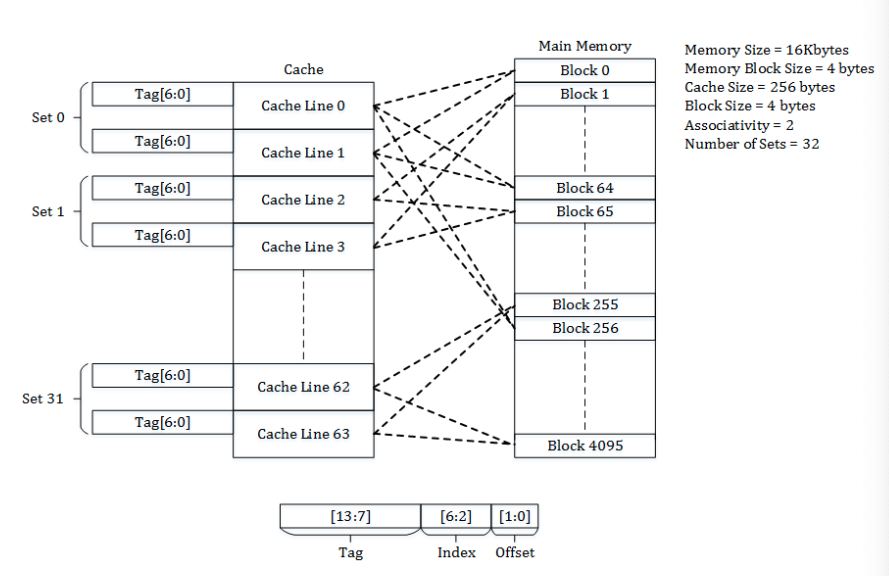 Main Memory
Cache
Memory Size = 16Kbytes
Memory Block Size = 4 bytes
Cache Size = 256 bytes
Block Size = 4 bytes
Associativity = 2
Number of Sets = 32
Set 0
Tag[6:0]
Cache Line 0
Tag[6:0]
Cache Line 1
Set 1
Tag[6:0]
Cache Line 2
Tag[6:0]
Cache Line 3
Set 31
Tag[6:0]
Cache Line 62
Tag[6:0]
Cache Line 63
Block 0
Block 1
Block 64
Block 65
Block 255
Block 256
Block 4095
[13:7] [6:2] [1:0]
Tag Index Offset